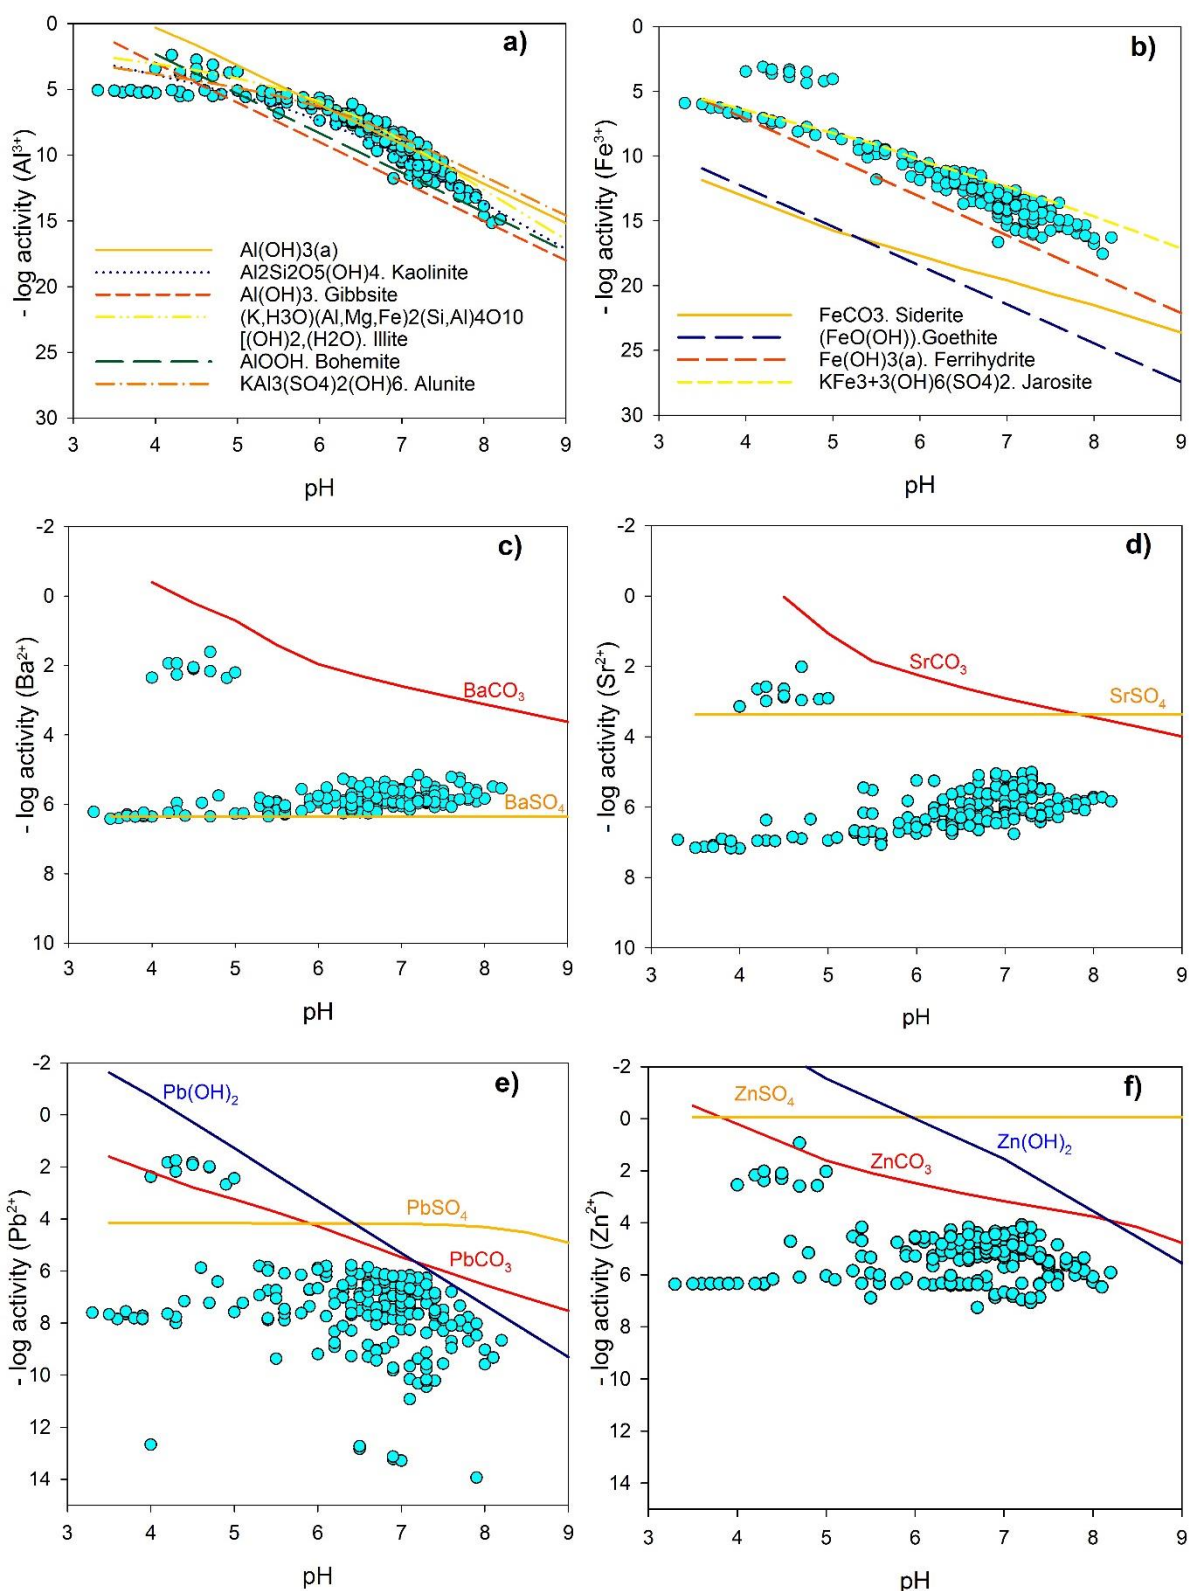 a)
- log activity (Al³⁺)
0
5
10
15
20
25
30
Al(OH)3(a)
Al2Si2O5(OH)4. Kaolinite
Al(OH)3. Gibbsite
(K,H3O)(Al,Mg,Fe)2(Si,Al)4O10
[(OH)2,(H2O). Illite
AlOOH. Bohemite
KAl3(SO4)2(OH)6. Alunite
3 4 5 6 7 8 9
pH
b)
- log activity (Fe³⁺)
0
5
10
15
20
25
30
FeCO3. Siderite
(FeO(OH)).Goethite
Fe(OH)3(a). Ferrihydrite
KFe3+3(OH)6(SO4)2. Jarosite
3 4 5 6 7 8 9
pH
c)
- log activity (Ba²⁺)
-2
0
2
4
6
8
10
BaCO₃
BaSO₄
3 4 5 6 7 8 9
pH
d)
- log activity (Sr²⁺)
-2
0
2
4
6
8
10
SrCO₃
SrSO₄
3 4 5 6 7 8 9
pH
e)
- log activity (Pb²⁺)
-2
0
2
4
6
8
10
12
14
Pb(OH)₂
PbSO₄
PbCO₃
3 4 5 6 7 8 9
pH
f)
- log activity (Zn²⁺)
-2
0
2
4
6
8
10
12
14
ZnSO₄
Zn(OH)₂
ZnCO₃
3 4 5 6 7 8 9
pH